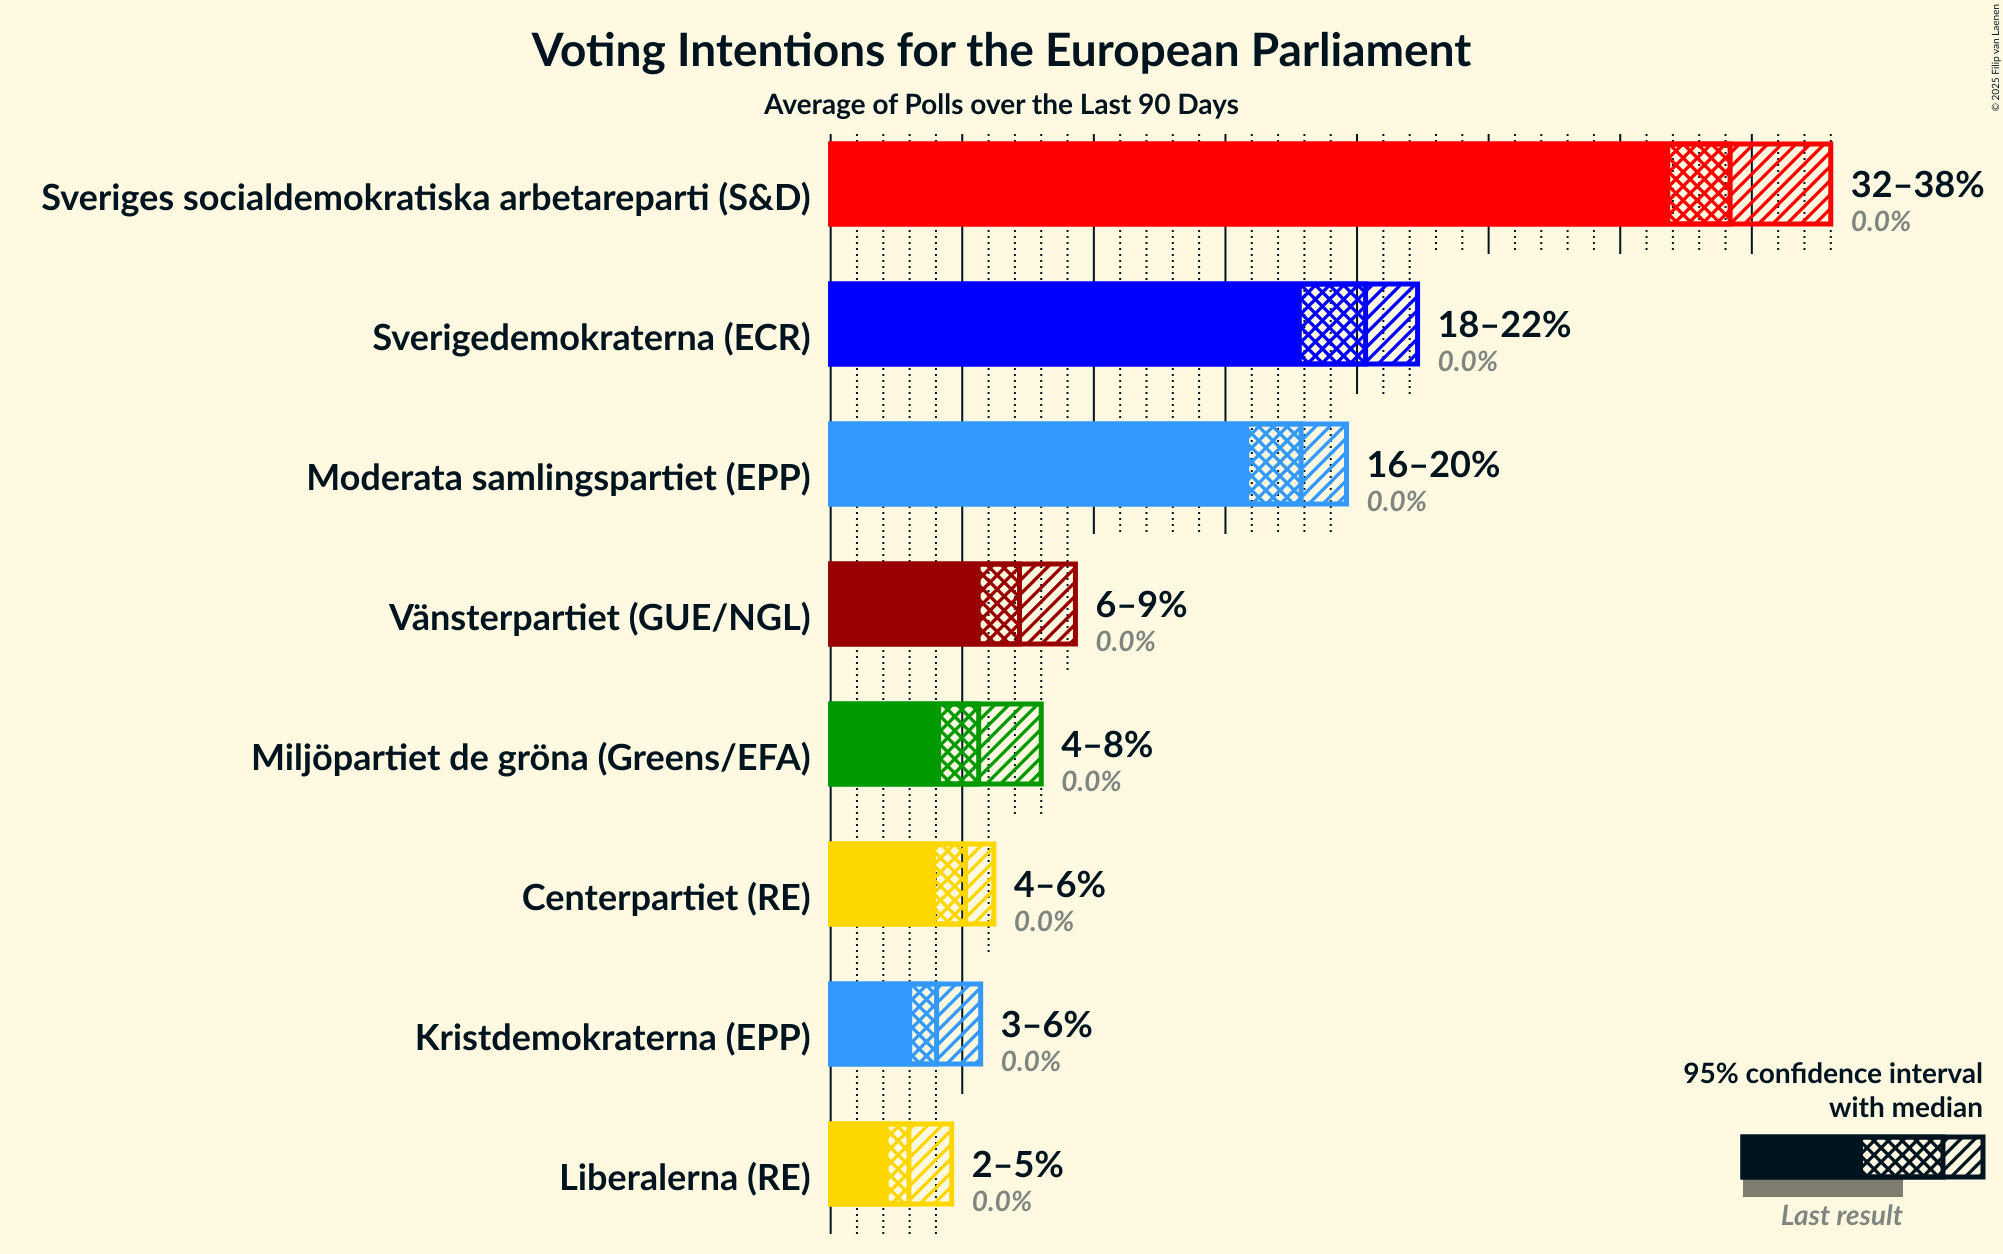 Voting Intentions for the European Parliament
Average of Polls over the Last 90 Days
© 2025 Filip van Laenen
Sveriges socialdemokratiska arbetareparti (S&D)
32–38%
0.0%
Sverigedemokraterna (ECR)
18–22%
0.0%
Moderata samlingspartiet (EPP)
16–20%
0.0%
Vänsterpartiet (GUE/NGL)
6–9%
0.0%
Miljöpartiet de gröna (Greens/EFA)
4–8%
0.0%
Centerpartiet (RE)
4–6%
0.0%
Kristdemokraterna (EPP)
3–6%
0.0%
Liberalerna (RE)
2–5%
0.0%
95% confidence interval
with median
Last result